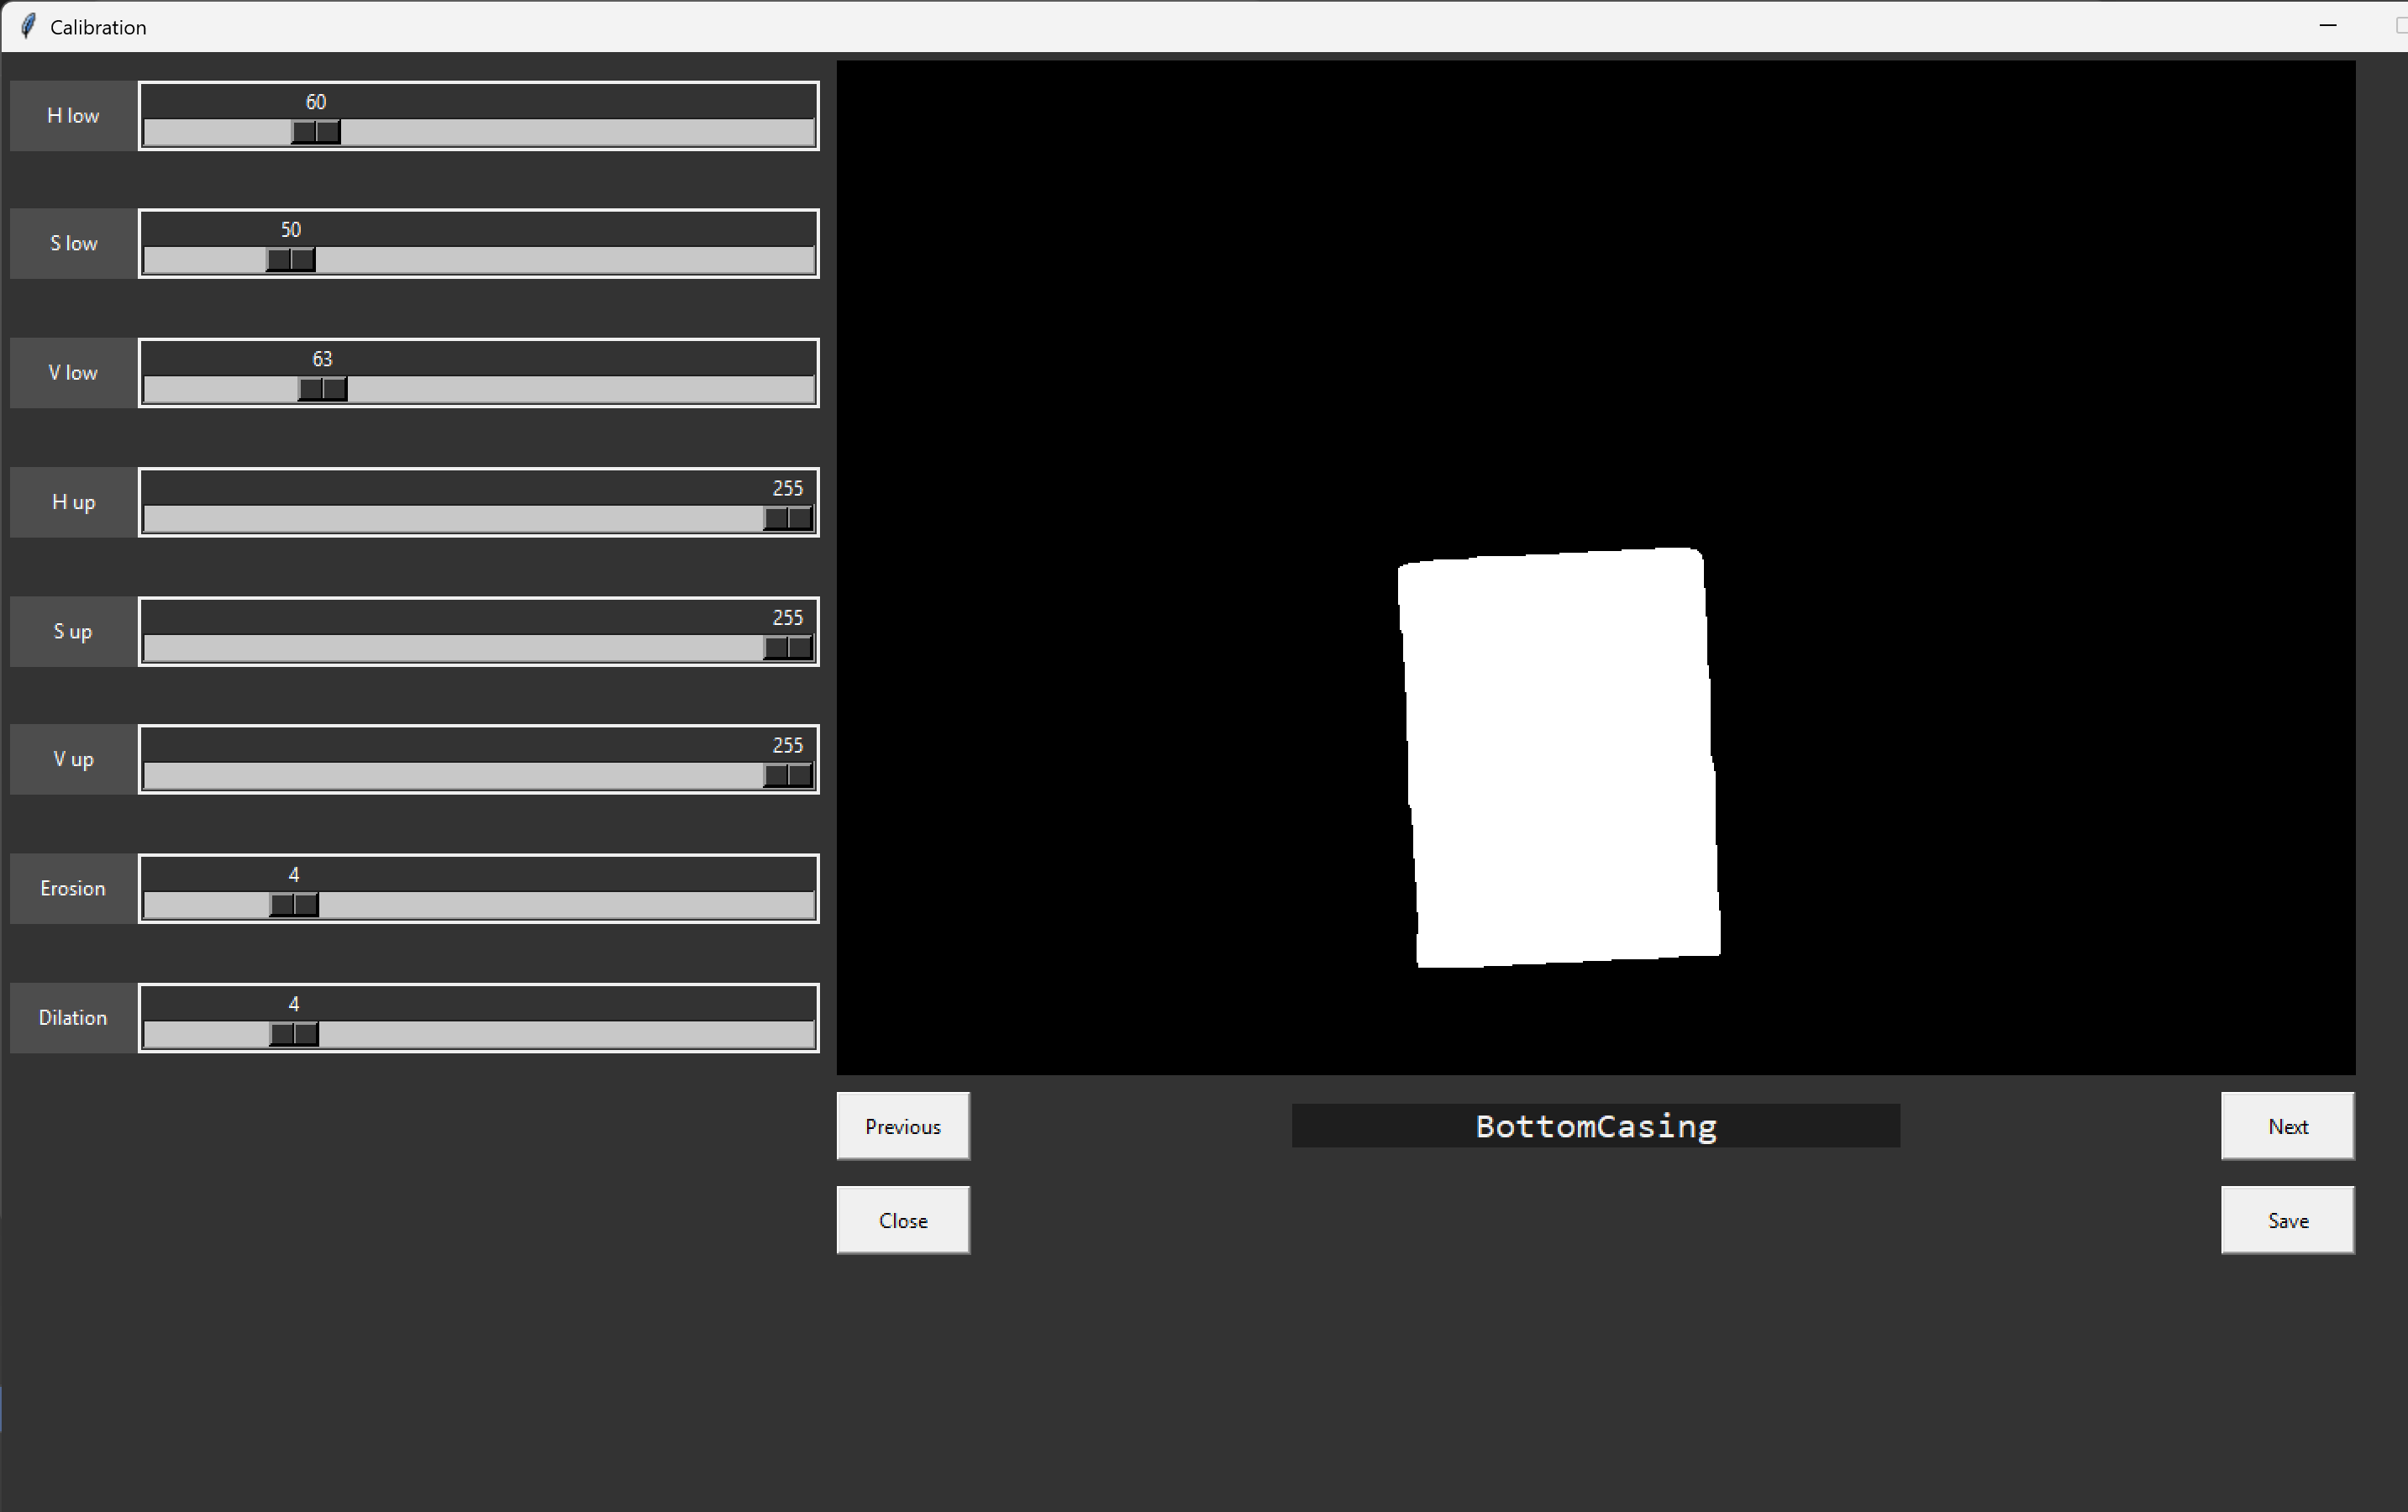 Calibration
H low
60
S low
50
V low
63
H up
255
S up
255
V up
255
Erosion
4
Dilation
4
Previous
BottomCasing
Next
Close
Save